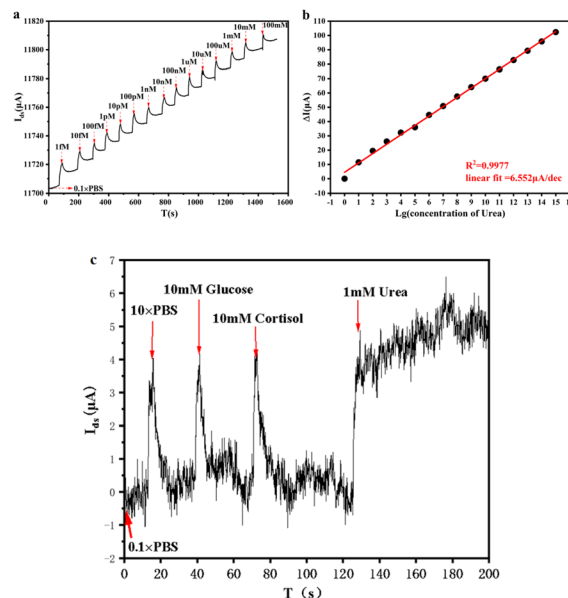 a
11820
11800
11780
11760
11740
11720
11700
Ids(μA)
1fM
10fM
100fM
1pM
10pM
100pM
1nM
10nM
100nM
1uM
10uM
100uM
1mM
10mM
100mM
0.1×PBS
0 200 400 600 800 1000 1200 1400 1600
T(s)
b
110
100
90
80
70
60
50
40
30
20
10
0
-10
ΔI(μA)
R²=0.9977
linear fit =6.552μA/dec
-1 0 1 2 3 4 5 6 7 8 9 10 11 12 13 14 15 16
Lg(concentration of Urea)
c
7
6
5
4
3
2
1
0
-1
-2
Ids(μA)
10×PBS
10mM Glucose
10mM Cortisol
1mM Urea
0.1×PBS
0 20 40 60 80 100 120 140 160 180 200
T (s)